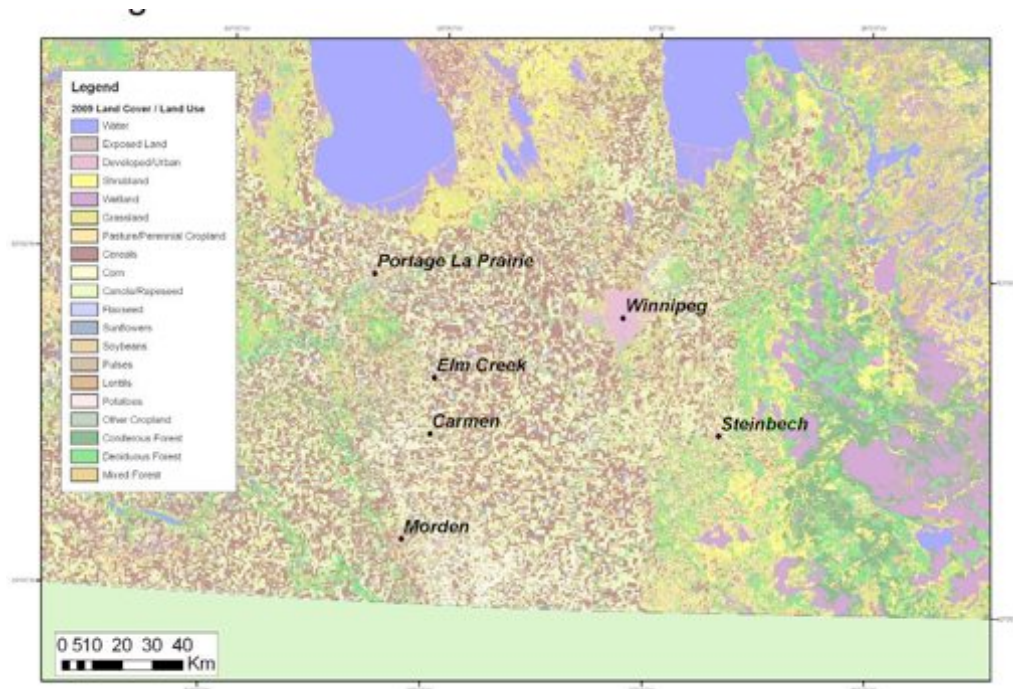 Legend
2009 Land Cover / Land Use
Water
Exposed Land
Developed/Urban
Shrubland
Wetland
Grassland
Pasture/Perennial Cropland
Cereals
Corn
Canola/Rapeseed
Flaxseed
Sunflowers
Soybeans
Pulses
Lentils
Potatoes
Other Cropland
Coniferous Forest
Deciduous Forest
Mixed Forest
Portage La Prairie
Winnipeg
Elm Creek
Carmen
Steinbech
Morden
0 510 20 30 40
Km